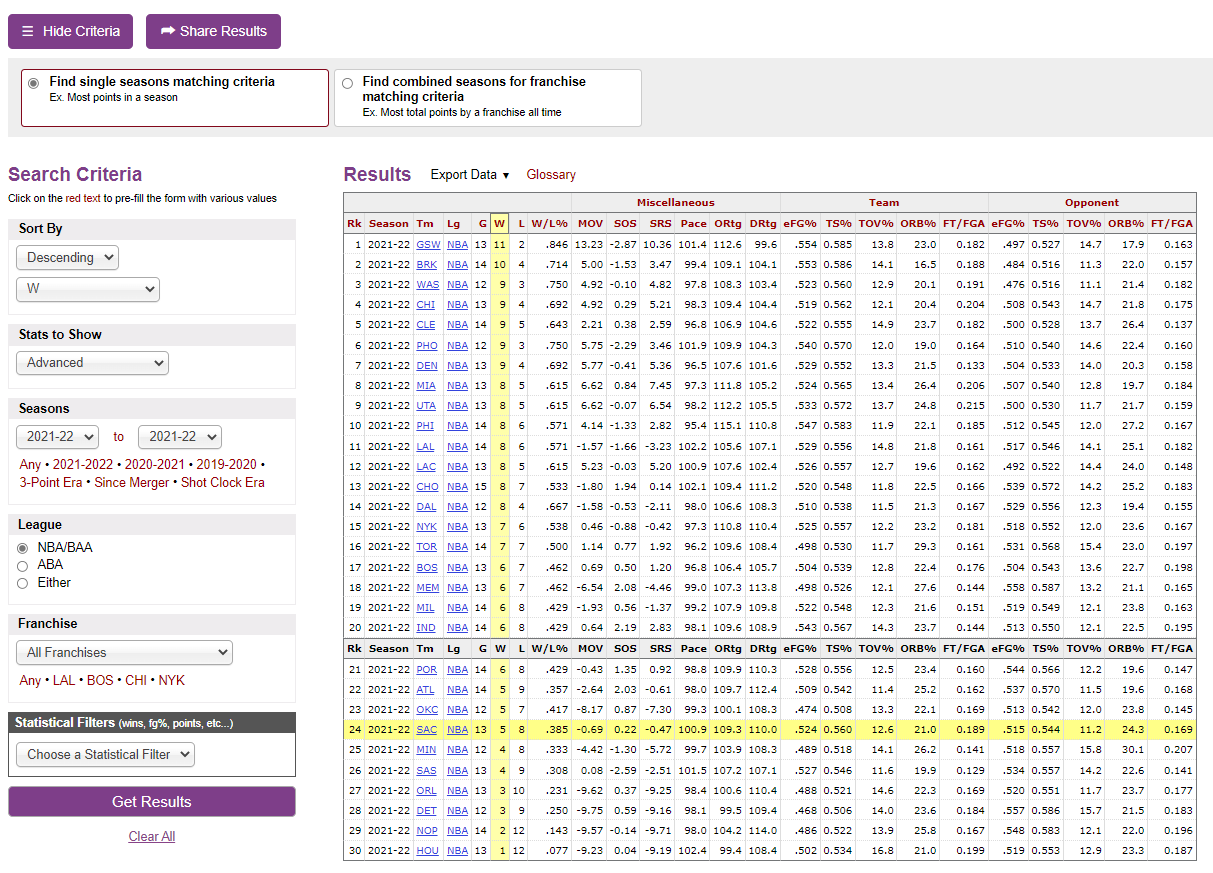 ☰ Hide Criteria
Share Results
Find single seasons matching criteria
Ex. Most points in a season
Find combined seasons for franchise
matching criteria
Ex. Most total points by a franchise all time
Search Criteria
Click on the red text to pre-fill the form with various values
Sort By
Descending
W
Stats to Show
Advanced
Seasons
2021-22 to 2021-22
Any • 2021-2022 • 2020-2021 • 2019-2020 •
3-Point Era • Since Merger • Shot Clock Era
League
NBA/BAA
ABA
Either
Franchise
All Franchises
Any • LAL • BOS • CHI • NYK
Statistical Filters (wins, fg%, points, etc...)
Choose a Statistical Filter
Get Results
Clear All
Results Export Data ▼ Glossary
Miscellaneous Team Opponent
Rk Season Tm Lg G W L W/L% MOV SOS SRS Pace ORtg DRtg eFG% TS% TOV% ORB% FT/FGA eFG% TS% TOV% ORB% FT/FGA
1 2021-22 GSW NBA 13 11 2 .846 13.23 -2.87 10.36 101.4 112.6 99.6 .554 0.585 13.8 23.0 0.182 .497 0.527 14.7 17.9 0.163
2 2021-22 BRK NBA 14 10 4 .714 5.00 -1.53 3.47 99.4 109.1 104.1 .553 0.586 14.1 16.5 0.188 .484 0.516 11.3 22.0 0.157
3 2021-22 WAS NBA 12 9 3 .750 4.92 -0.10 4.82 97.8 108.3 103.4 .523 0.560 12.9 20.1 0.191 .476 0.516 11.1 21.4 0.182
4 2021-22 CHI NBA 13 9 4 .692 4.92 0.29 5.21 98.3 109.4 104.4 .519 0.562 12.1 20.4 0.204 .508 0.543 14.7 21.8 0.175
5 2021-22 CLE NBA 14 9 5 .643 2.21 0.38 2.59 96.8 106.9 104.6 .522 0.555 14.9 23.7 0.182 .500 0.528 13.7 26.4 0.137
6 2021-22 PHO NBA 12 9 3 .750 5.75 -2.29 3.46 101.9 109.9 104.3 .540 0.570 12.0 19.0 0.164 .510 0.540 14.6 22.4 0.160
7 2021-22 DEN NBA 13 9 4 .692 5.77 -0.41 5.36 96.5 107.6 101.6 .529 0.552 13.3 21.5 0.133 .504 0.533 14.0 20.3 0.158
8 2021-22 MIA NBA 13 8 5 .615 6.62 0.84 7.45 97.3 111.8 105.2 .524 0.565 13.4 26.4 0.206 .507 0.540 12.8 19.7 0.184
9 2021-22 UTA NBA 13 8 5 .615 6.62 -0.07 6.54 98.2 112.2 105.5 .533 0.572 13.7 24.8 0.215 .500 0.530 11.7 21.7 0.159
10 2021-22 PHI NBA 14 8 6 .571 4.14 -1.33 2.82 95.4 115.1 110.8 .547 0.583 11.9 22.1 0.185 .512 0.545 12.0 27.2 0.167
11 2021-22 LAL NBA 14 8 6 .571 -1.57 -1.66 -3.23 102.2 105.6 107.1 .529 0.556 14.8 21.8 0.161 .517 0.546 14.1 25.1 0.182
12 2021-22 LAC NBA 13 8 5 .615 5.23 -0.03 5.20 100.9 107.6 102.4 .526 0.557 12.7 19.6 0.162 .492 0.522 14.4 24.0 0.148
13 2021-22 CHO NBA 15 8 7 .533 -1.80 1.94 0.14 102.1 109.4 111.2 .520 0.548 11.8 22.5 0.166 .539 0.572 14.2 25.2 0.183
14 2021-22 DAL NBA 12 8 4 .667 -1.58 -0.53 -2.11 98.0 106.6 108.3 .510 0.538 11.5 21.3 0.167 .529 0.556 12.3 19.4 0.155
15 2021-22 NYK NBA 13 7 6 .538 0.46 -0.88 -0.42 97.3 110.8 110.4 .525 0.557 12.2 23.2 0.181 .518 0.552 12.0 23.6 0.167
16 2021-22 TOR NBA 14 7 7 .500 1.14 0.77 1.92 96.2 109.6 108.4 .498 0.530 11.7 29.3 0.161 .531 0.568 15.4 23.0 0.197
17 2021-22 BOS NBA 13 6 7 .462 0.69 0.50 1.20 96.8 106.4 105.7 .504 0.539 12.8 22.4 0.176 .504 0.543 13.6 22.7 0.198
18 2021-22 MEM NBA 13 6 7 .462 -6.54 2.08 -4.46 99.0 107.3 113.8 .498 0.526 12.1 27.6 0.144 .558 0.587 13.2 21.1 0.165
19 2021-22 MIL NBA 14 6 8 .429 -1.93 0.56 -1.37 99.2 107.9 109.8 .522 0.548 12.3 21.6 0.151 .519 0.549 12.1 23.8 0.163
20 2021-22 IND NBA 14 6 8 .429 0.64 2.19 2.83 98.1 109.6 108.9 .543 0.567 14.3 23.7 0.144 .513 0.550 12.1 22.5 0.195
Rk Season Tm Lg G W L W/L% MOV SOS SRS Pace ORtg DRtg eFG% TS% TOV% ORB% FT/FGA eFG% TS% TOV% ORB% FT/FGA
21 2021-22 POR NBA 14 6 8 .429 -0.43 1.35 0.92 98.8 109.9 110.3 .528 0.556 12.5 23.4 0.160 .544 0.566 12.2 19.6 0.147
22 2021-22 ATL NBA 14 5 9 .357 -2.64 2.03 -0.61 98.0 109.7 112.4 .509 0.542 11.4 25.2 0.162 .537 0.570 11.5 19.6 0.168
23 2021-22 OKC NBA 12 5 7 .417 -8.17 0.87 -7.30 99.3 100.1 108.3 .474 0.508 13.3 22.1 0.169 .513 0.542 12.0 23.8 0.145
24 2021-22 SAC NBA 13 5 8 .385 -0.69 0.22 -0.47 100.9 109.3 110.0 .524 0.560 12.6 21.0 0.189 .515 0.544 11.2 24.3 0.169
25 2021-22 MIN NBA 12 4 8 .333 -4.42 -1.30 -5.72 99.7 103.9 108.3 .489 0.518 14.1 26.2 0.141 .518 0.557 15.8 30.1 0.207
26 2021-22 SAS NBA 13 4 9 .308 0.08 -2.59 -2.51 101.5 107.2 107.1 .527 0.546 11.6 19.9 0.129 .534 0.557 14.2 22.6 0.141
27 2021-22 ORL NBA 13 3 10 .231 -9.62 0.37 -9.25 98.4 100.6 110.4 .488 0.521 14.6 22.3 0.169 .520 0.551 11.7 23.7 0.177
28 2021-22 DET NBA 12 3 9 .250 -9.75 0.59 -9.16 98.1 99.5 109.4 .468 0.506 14.0 23.6 0.184 .557 0.586 15.7 21.5 0.183
29 2021-22 NOP NBA 14 2 12 .143 -9.57 -0.14 -9.71 98.0 104.2 114.0 .486 0.522 13.9 25.8 0.167 .548 0.583 12.1 22.0 0.196
30 2021-22 HOU NBA 13 1 12 .077 -9.23 0.04 -9.19 102.4 99.4 108.4 .502 0.534 16.8 21.0 0.199 .519 0.553 12.9 23.3 0.187